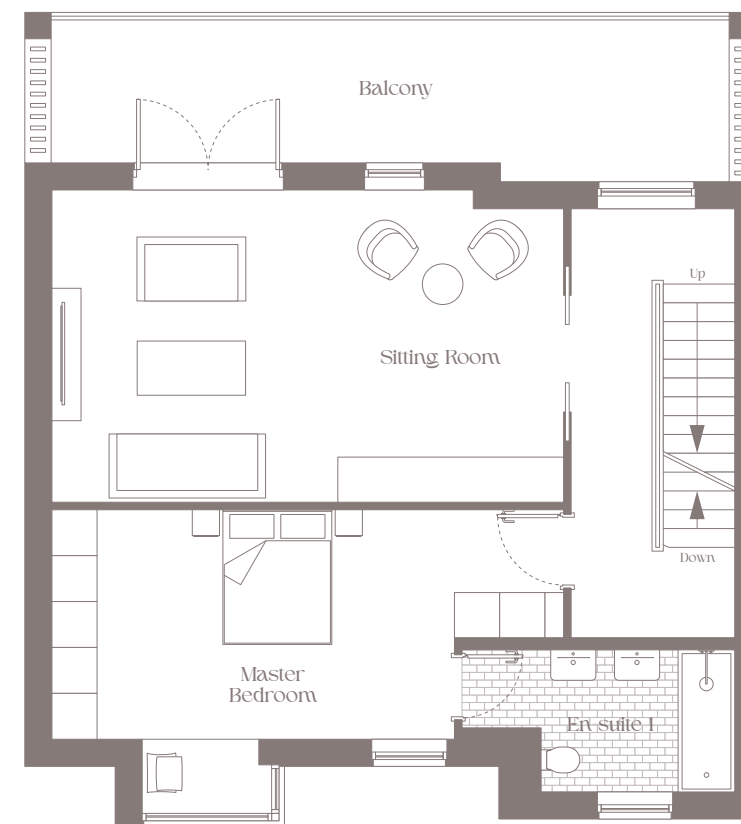 Balcony
Up
Sitting Room
Down
Master
Bedroom
En suite 1